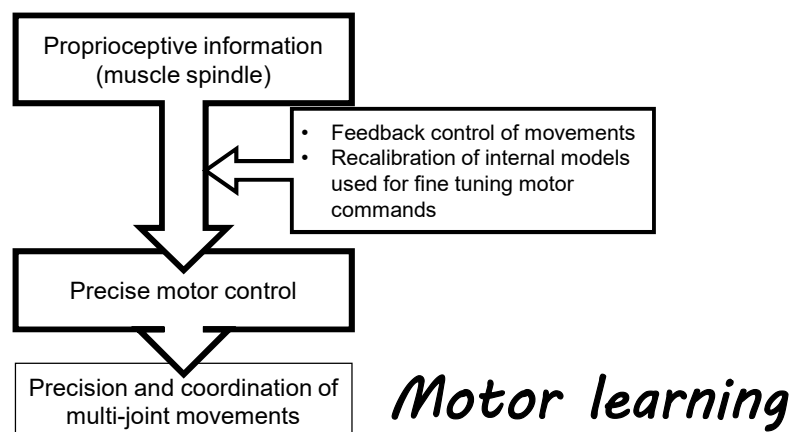 Proprioceptive information
(muscle spindle)
• Feedback control of movements
• Recalibration of internal models
used for fine tuning motor
commands
Precise motor control
Precision and coordination of
multi-joint movements
Motor learning